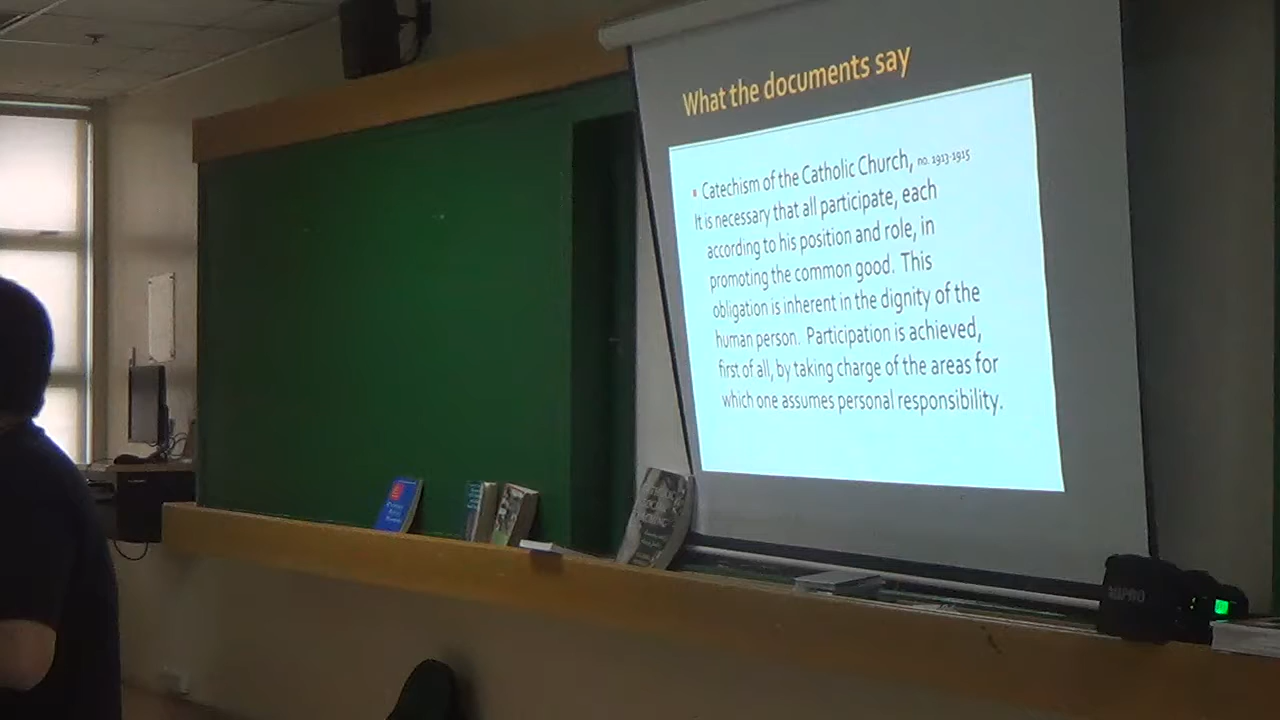 What the documents say
Catechism of the Catholic Church, no. 1913-1915
It is necessary that all participate, each
according to his position and role, in
promoting the common good. This
obligation is inherent in the dignity of the
human person. Participation is achieved,
first of all, by taking charge of the areas for
which one assumes personal responsibility.
MIPRO